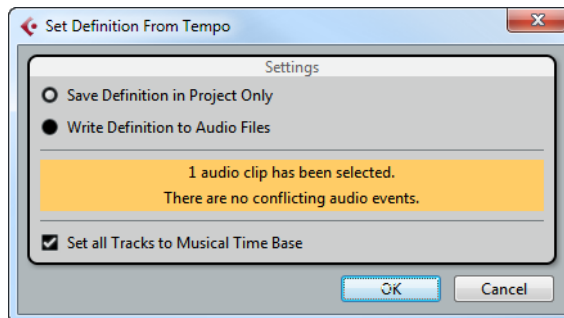 Set Definition From Tempo
Settings
Save Definition in Project Only
Write Definition to Audio Files
1 audio clip has been selected.
There are no conflicting audio events.
Set all Tracks to Musical Time Base
OK
Cancel